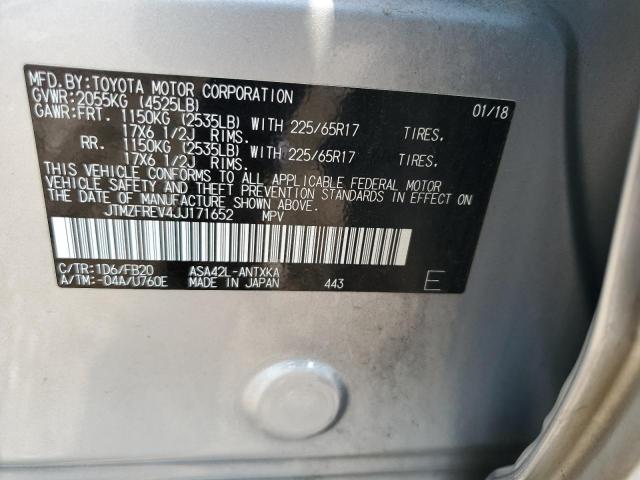 MFD.BY:TOYOTA MOTOR CORPORATION 01/18
GVWR:2055KG (4525LB)
GAWR:FRT. 1150KG (2535LB) WITH 225/65R17 TIRES.
17X6 1/2J RIMS.
RR. 1150KG (2535LB) WITH 225/65R17 TIRES.
17X6 1/2J RIMS.
THIS VEHICLE CONFORMS TO ALL APPLICABLE FEDERAL MOTOR
VEHICLE SAFETY AND THEFT PREVENTION STANDARDS IN EFFECT ON
THE DATE OF MANUFACTURE SHOWN ABOVE.
JTMZFREV4JJ171652 MPV
C/TR:1D6/FB20 ASA42L-ANTXKA
A/TM:-04A/U760E MADE IN JAPAN 443 E